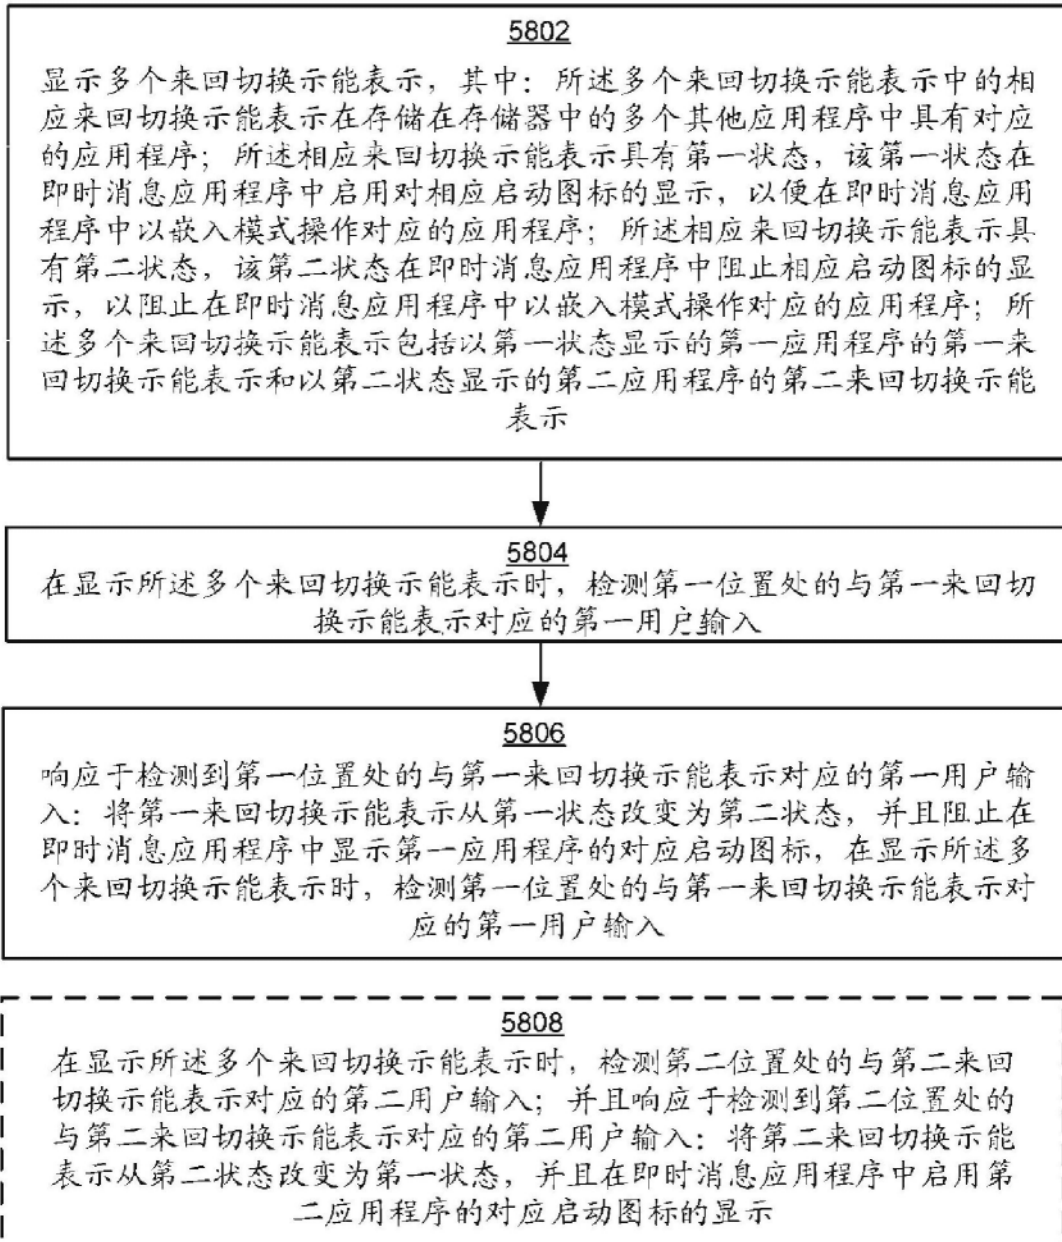 5802
显示多个来回切换示能表示，其中：所述多个来回切换示能表示中的相
应来回切换示能表示在存储在存储器中的多个其他应用程序中具有对应
的应用程序；所述相应来回切换示能表示具有第一状态，该第一状态在
即时消息应用程序中启用对相应启动图标的显示，以便在即时消息应用
程序中以嵌入模式操作对应的应用程序；所述相应来回切换示能表示具
有第二状态，该第二状态在即时消息应用程序中阻止相应启动图标的显
示，以阻止在即时消息应用程序中以嵌入模式操作对应的应用程序；所
述多个来回切换示能表示包括以第一状态显示的第一应用程序的第一来
回切换示能表示和以第二状态显示的第二应用程序的第二来回切换示能
表示
5804
在显示所述多个来回切换示能表示时，检测第一位置处的与第一来回切
换示能表示对应的第一用户输入
5806
响应于检测到第一位置处的与第一来回切换示能表示对应的第一用户输
入：将第一来回切换示能表示从第一状态改变为第二状态，并且阻止在
即时消息应用程序中显示第一应用程序的对应启动图标，在显示所述多
个来回切换示能表示时，检测第一位置处的与第一来回切换示能表示对
应的第一用户输入
5808
在显示所述多个来回切换示能表示时，检测第二位置处的与第二来回
切换示能表示对应的第二用户输入；并且响应于检测到第二位置处的
与第二来回切换示能表示对应的第二用户输入：将第二来回切换示能
表示从第二状态改变为第一状态，并且在即时消息应用程序中启用第
二应用程序的对应启动图标的显示